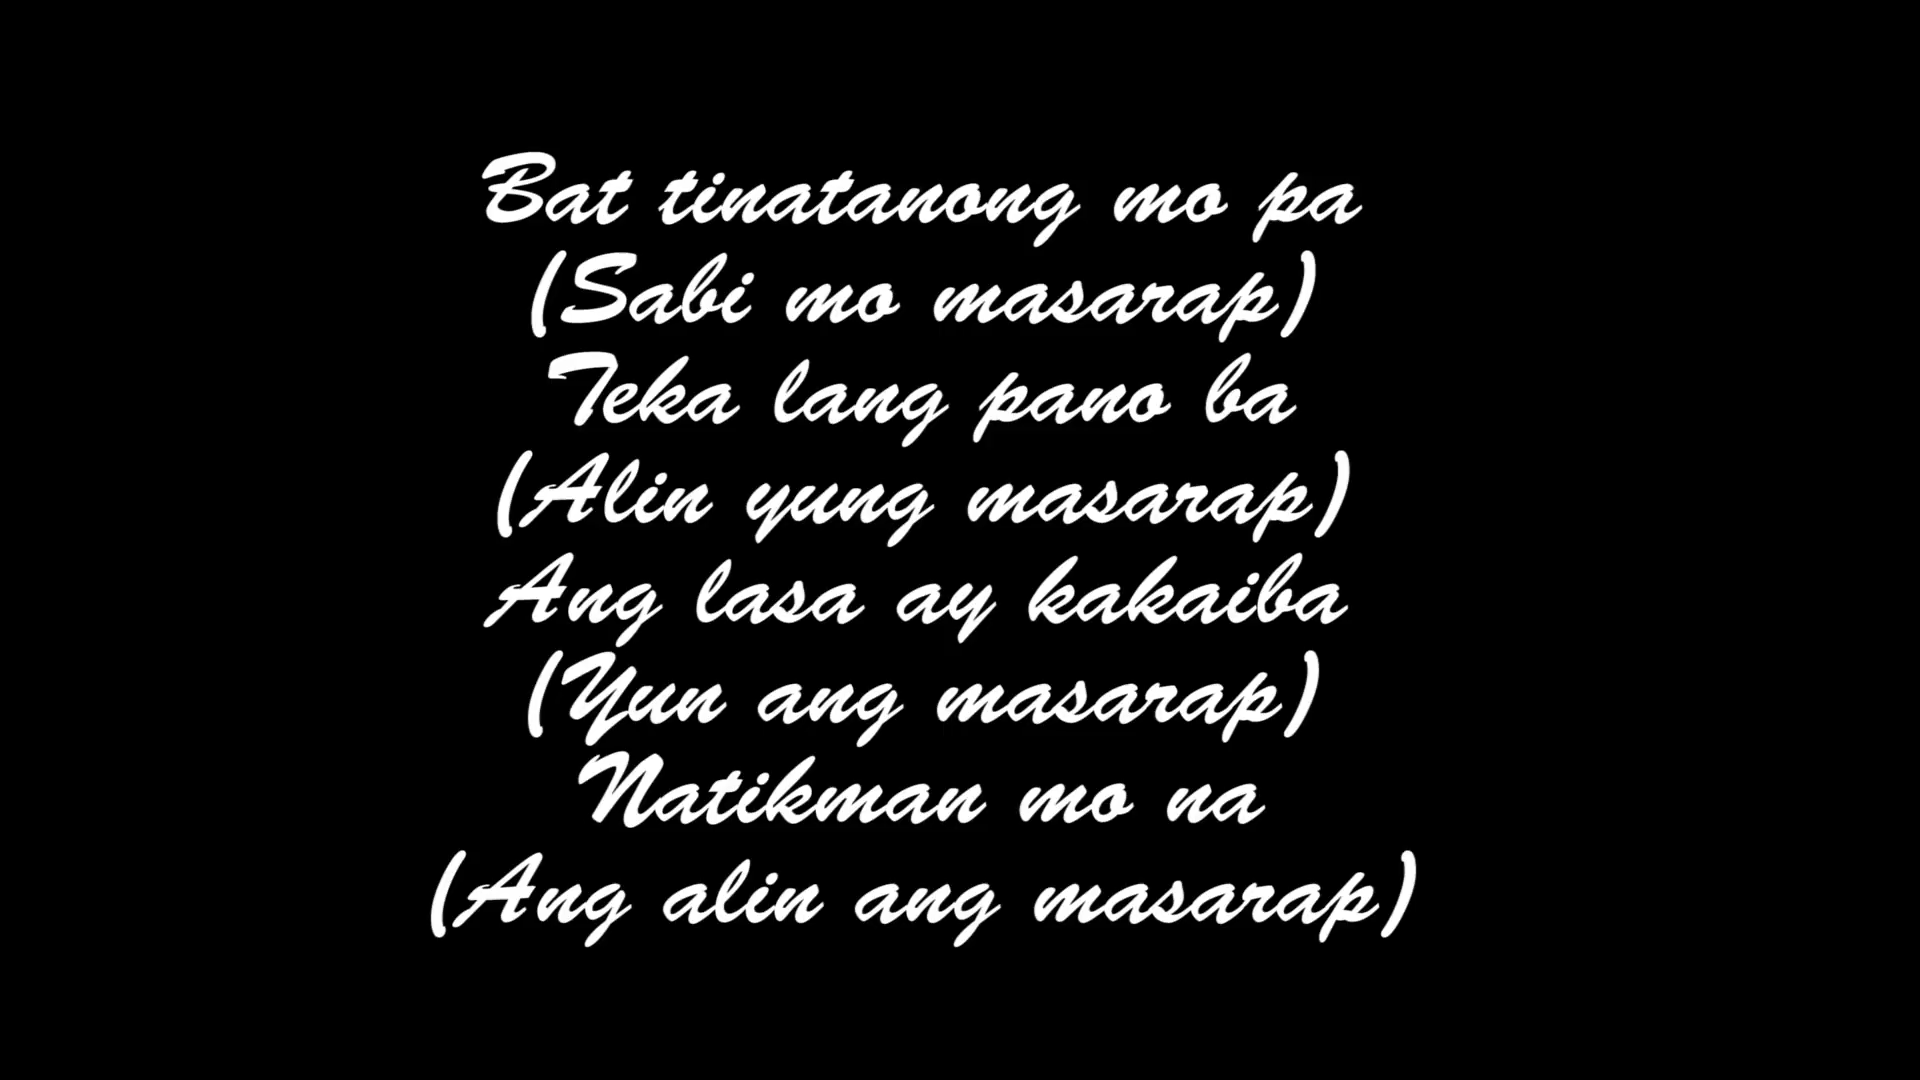 Bat tinatanong mo pa
(Sabi mo masarap)
Teka lang pano ba
(Alin yung masarap)
Ang lasa ay kakaiba
(Yun ang masarap)
Natikman mo na
(Ang alin ang masarap)